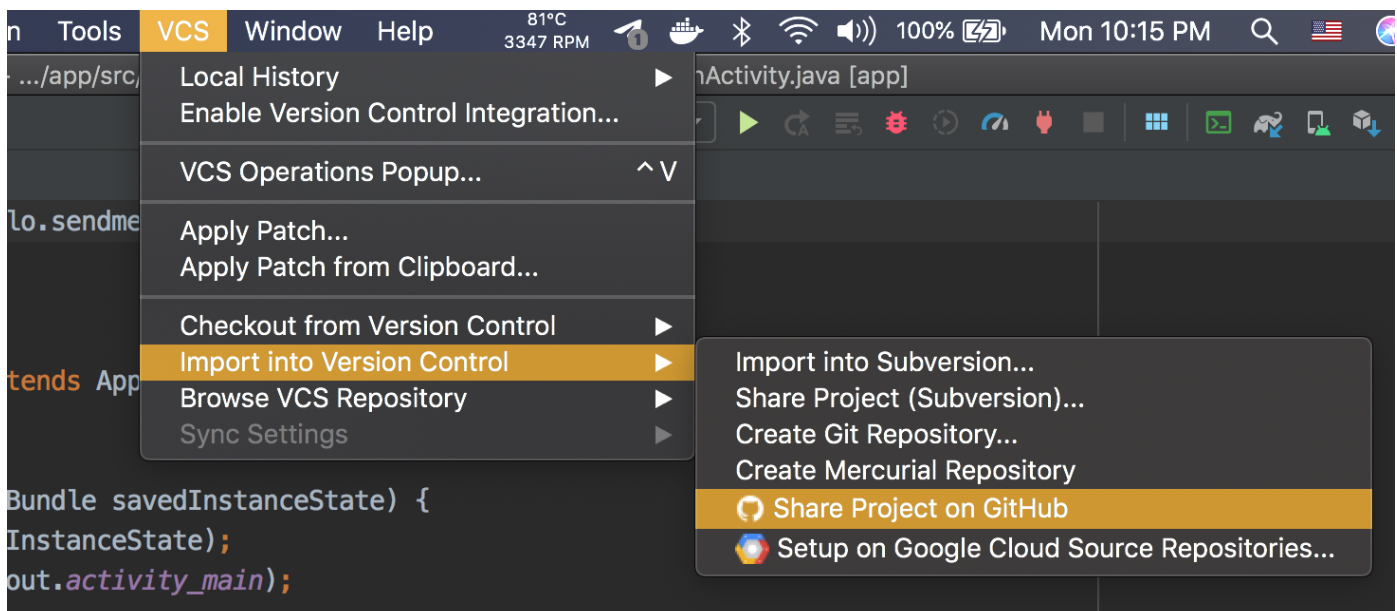 n Tools VCS Window Help 81°C 100% Mon 10:15 PM
3347 RPM 1
.../app/src/ nActivity.java [app]
Local History
Enable Version Control Integration...
VCS Operations Popup... ^ V
lo.sendme
Apply Patch...
Apply Patch from Clipboard...
Checkout from Version Control
Import into Version Control
Import into Subversion...
tends App
Browse VCS Repository
Share Project (Subversion)...
Sync Settings
Create Git Repository...
Create Mercurial Repository
Bundle savedInstanceState) {
Share Project on GitHub
InstanceState);
Setup on Google Cloud Source Repositories...
out.activity_main);